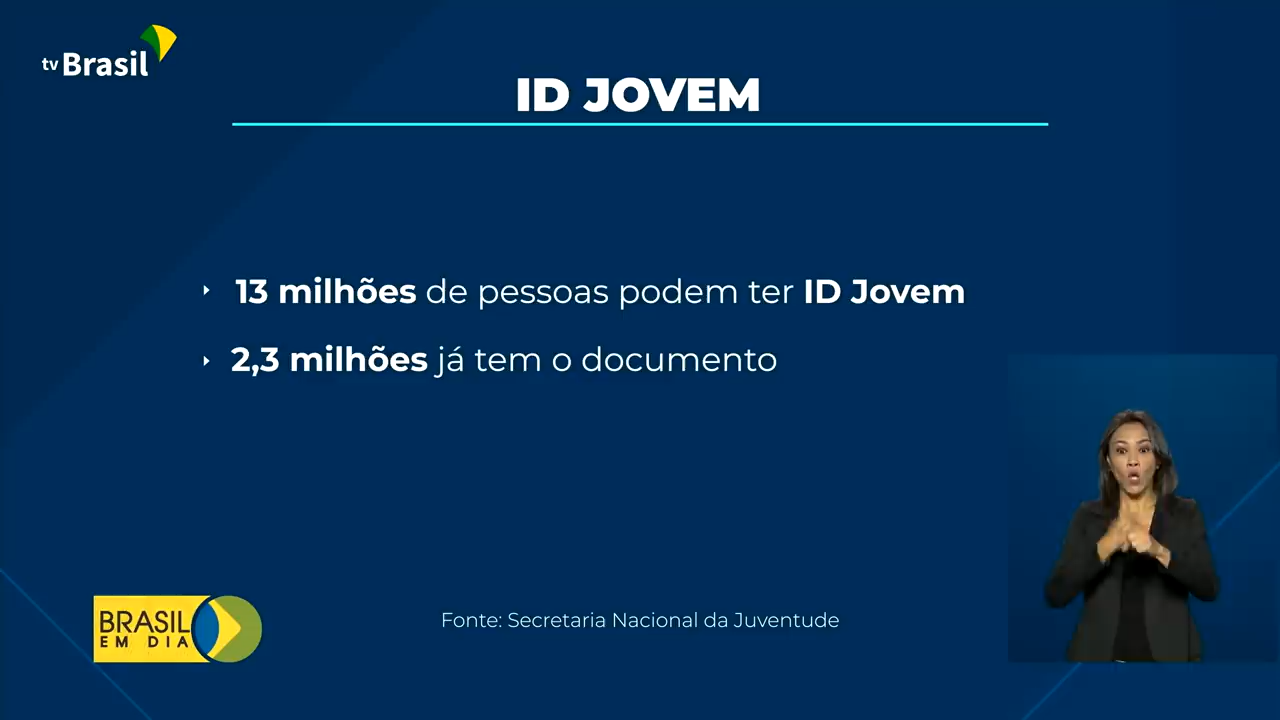 tv Brasil
ID JOVEM
13 milhões de pessoas podem ter ID Jovem
2,3 milhões já tem o documento
BRASIL
EM DIA
Fonte: Secretaria Nacional da Juventude